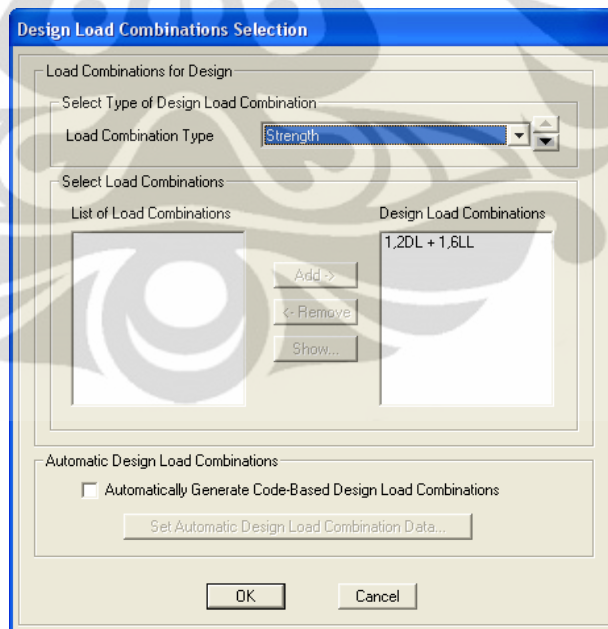 Design Load Combinations Selection
Load Combinations for Design
Select Type of Design Load Combination
Load Combination Type
Strength
Select Load Combinations
List of Load Combinations
Design Load Combinations
1,2DL + 1,6LL
Add ->
<- Remove
Show...
Automatic Design Load Combinations
Automatically Generate Code-Based Design Load Combinations
Set Automatic Design Load Combination Data...
OK
Cancel